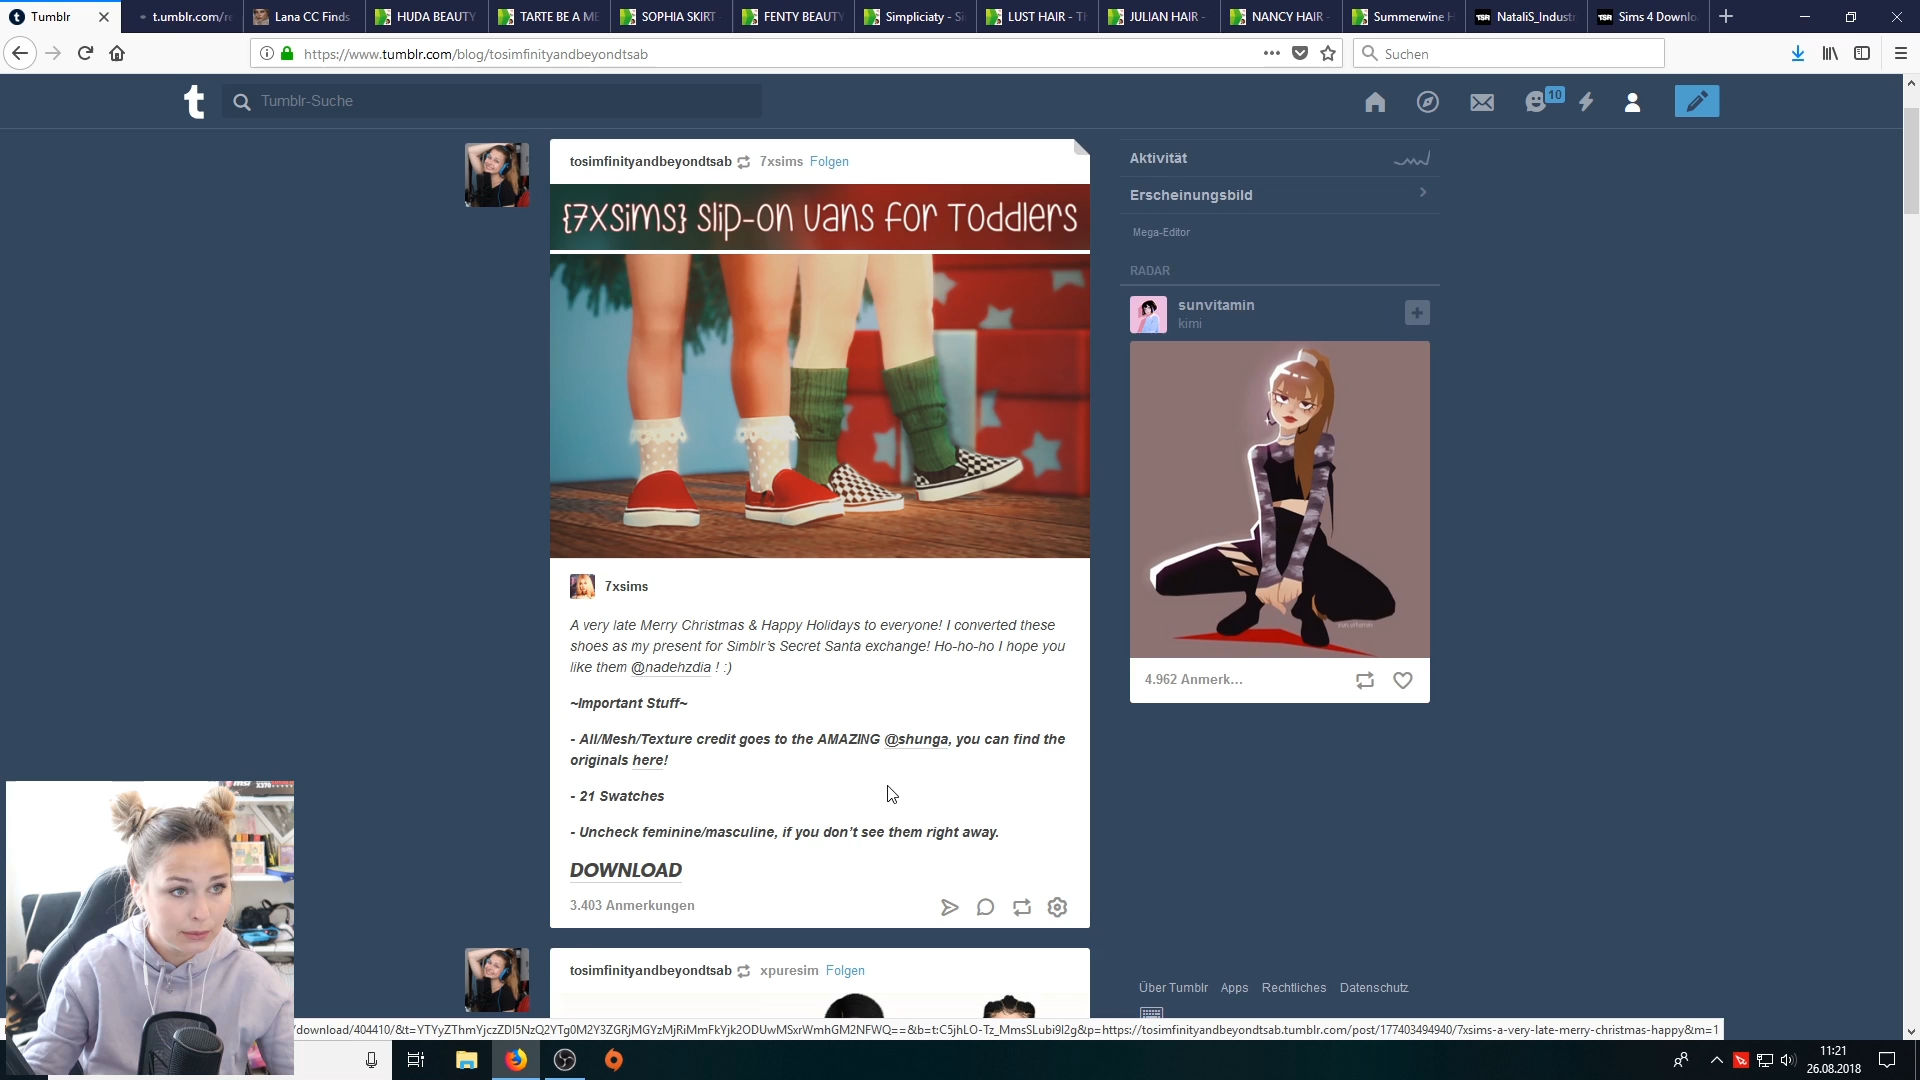 Tumblr
t.umblr.com/re
Lana CC Finds
HUDA BEAUTY
TARTE BE A ME
SOPHIA SKIRT
FENTY BEAUTY
Simpliciaty - Si
LUST HAIR - Th
JULIAN HAIR -
NANCY HAIR -
Summerwine H
NataliS_Industr
Sims 4 Downlo
https://www.tumblr.com/blog/tosimfinityandbeyondtsab
Suchen
Tumblr-Suche
10
tosimfinityandbeyondtsab 7xsims Folgen
{7xsims} Slip-on Vans for Toddlers
7xsims
A very late Merry Christmas & Happy Holidays to everyone! I converted these
shoes as my present for Simblr's Secret Santa exchange! Ho-ho-ho I hope you
like them @nadehzdia ! :)
~Important Stuff~
- All/Mesh/Texture credit goes to the AMAZING @shunga, you can find the
originals here!
- 21 Swatches
- Uncheck feminine/masculine, if you don't see them right away.
DOWNLOAD
3.403 Anmerkungen
tosimfinityandbeyondtsab xpuresim Folgen
Aktivität
Erscheinungsbild
Mega-Editor
RADAR
sunvitamin
kimi
4.962 Anmerk...
Über Tumblr Apps Rechtliches Datenschutz
11:21
26.08.2018